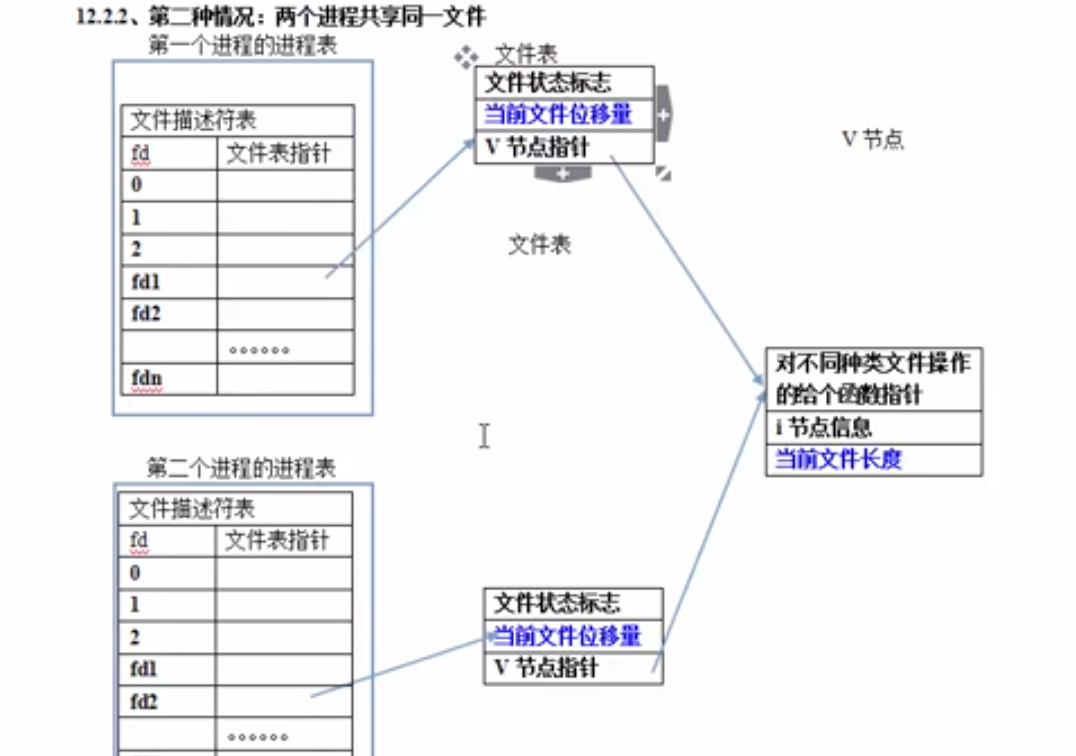 12.2.2、第二种情况：两个进程共享同一文件
第一个进程的进程表
文件描述符表
fd 文件表指针
0
1
2
fd1
fd2
。。。。。。
fdn
文件表
文件状态标志
当前文件位移量
V 节点指针
V 节点
文件表
对不同种类文件操作
的给个函数指针
i 节点信息
当前文件长度
第二个进程的进程表
文件描述符表
fd 文件表指针
0
1
2
fd1
fd2
。。。。。。
文件状态标志
当前文件位移量
V 节点指针